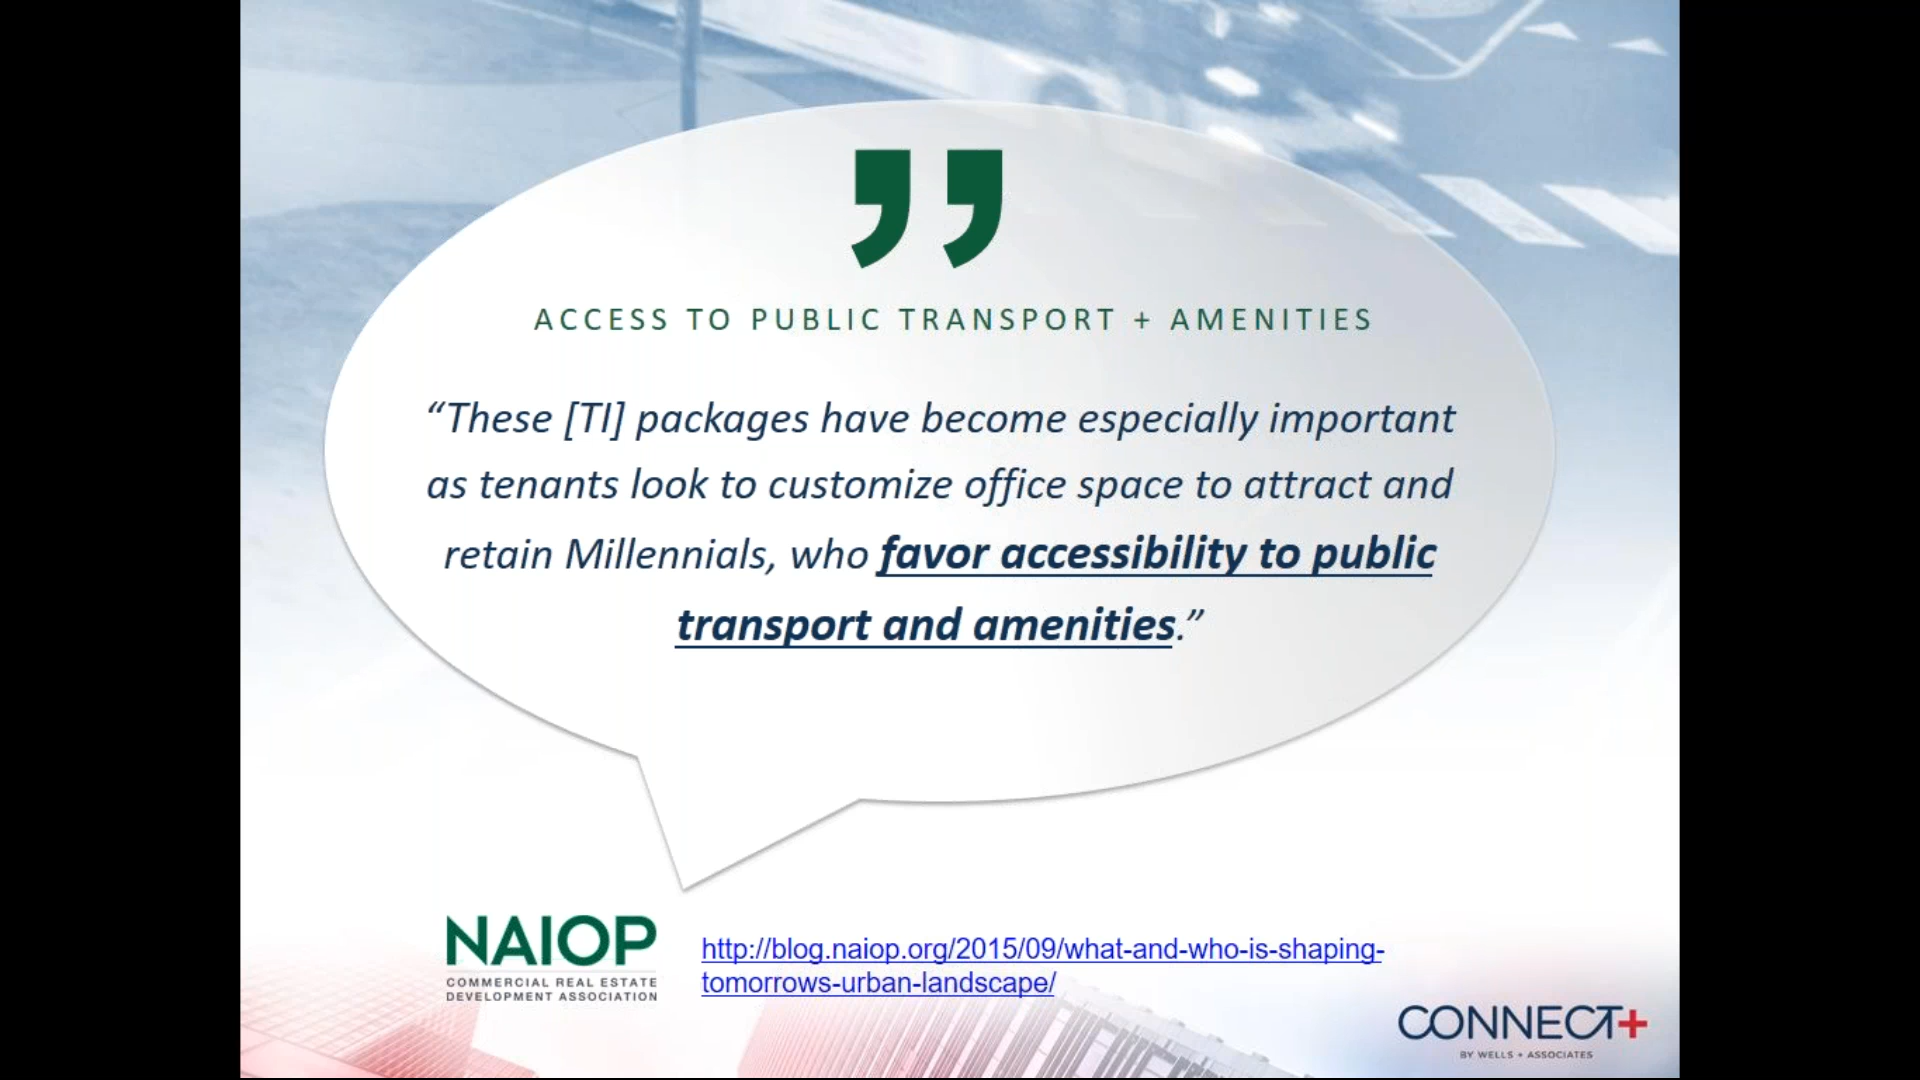 ACCESS TO PUBLIC TRANSPORT + AMENITIES
“These [TI] packages have become especially important
as tenants look to customize office space to attract and
retain Millennials, who favor accessibility to public
transport and amenities.”
NAIOP
COMMERCIAL REAL ESTATE
DEVELOPMENT ASSOCIATION
http://blog.naiop.org/2015/09/what-and-who-is-shaping-
tomorrows-urban-landscape/
CONNECT+
BY WELLS + ASSOCIATES